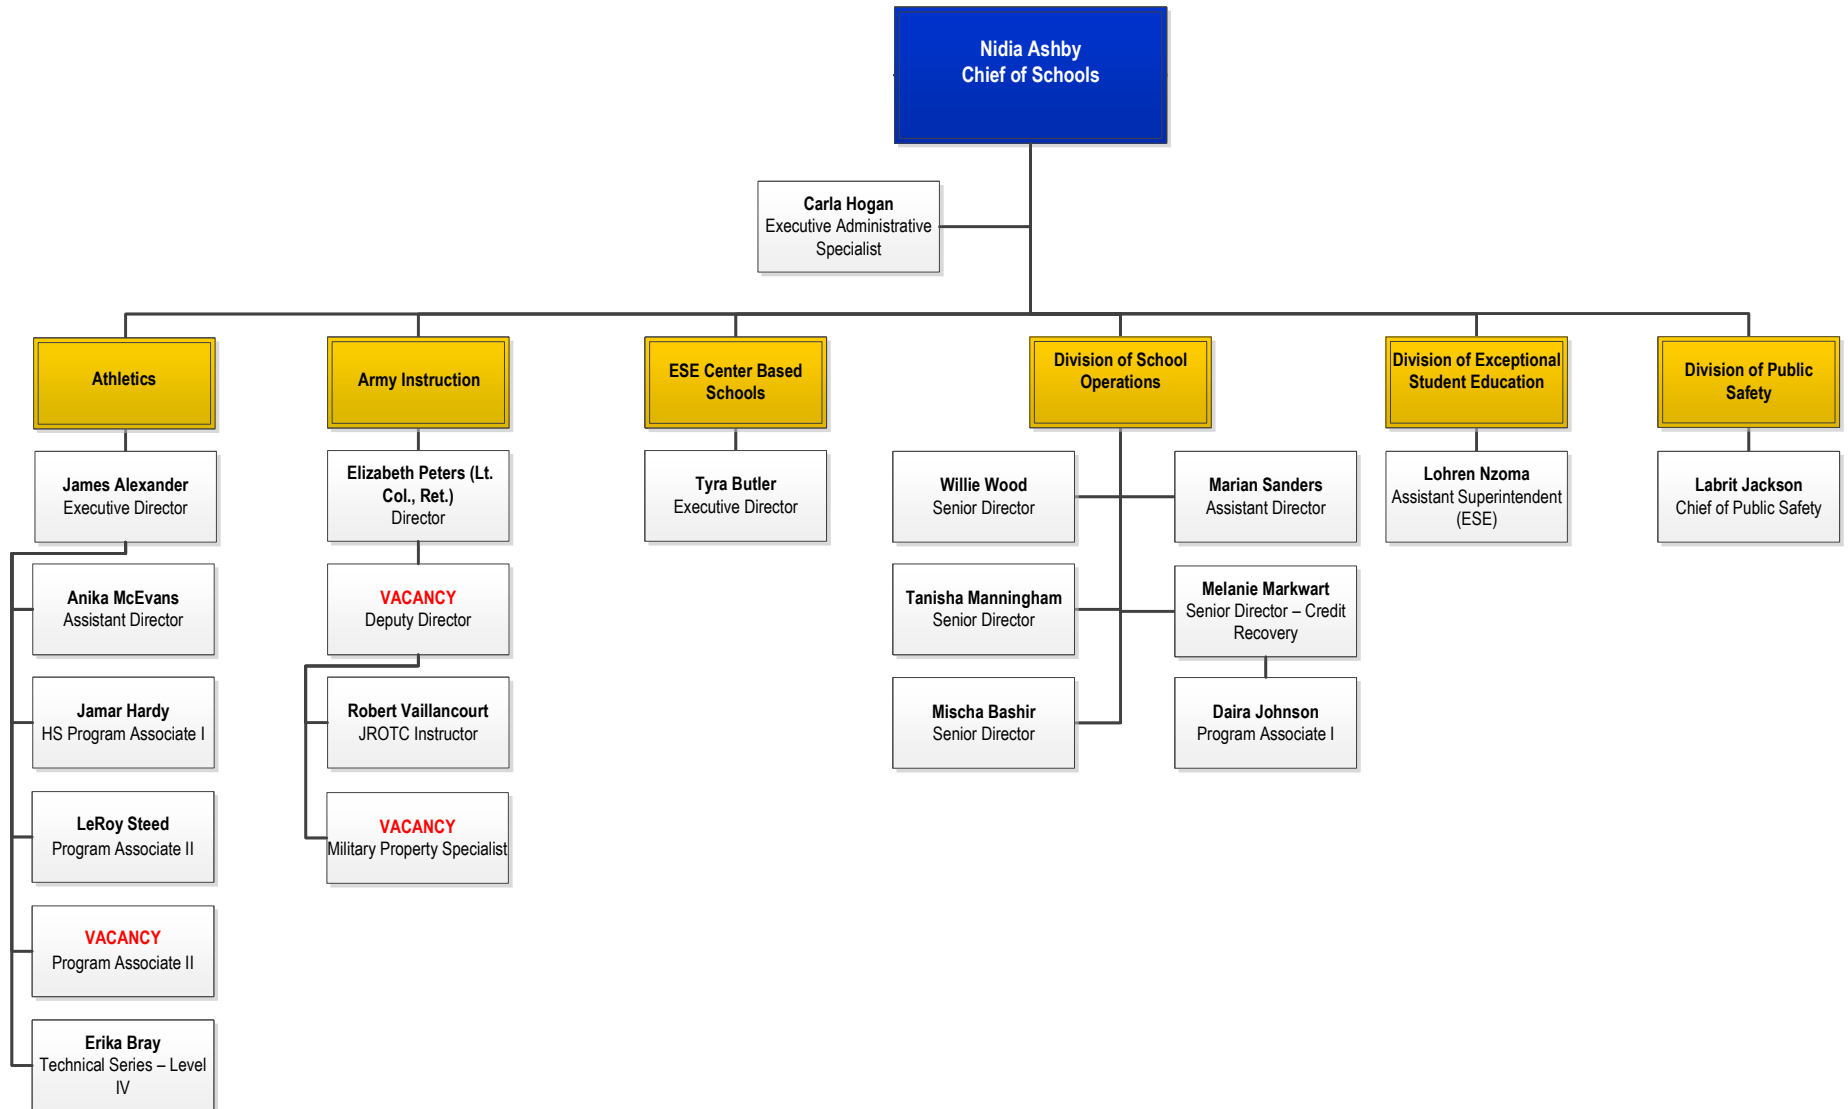 Nidia Ashby
Chief of Schools
Carla Hogan
Executive Administrative
Specialist
Athletics
Army Instruction
ESE Center Based
Schools
Division of School
Operations
Division of Exceptional
Student Education
Division of Public
Safety
James Alexander
Executive Director
Elizabeth Peters (Lt.
Col., Ret.)
Director
Tyra Butler
Executive Director
Willie Wood
Senior Director
Marian Sanders
Assistant Director
Lohren Nzoma
Assistant Superintendent
(ESE)
Labrit Jackson
Chief of Public Safety
Anika McEvans
Assistant Director
VACANCY
Deputy Director
Tanisha Manningham
Senior Director
Melanie Markwart
Senior Director – Credit
Recovery
Jamar Hardy
HS Program Associate I
Robert Vaillancourt
JROTC Instructor
Mischa Bashir
Senior Director
Daira Johnson
Program Associate I
LeRoy Steed
Program Associate II
VACANCY
Military Property Specialist
VACANCY
Program Associate II
Erika Bray
Technical Series – Level
IV